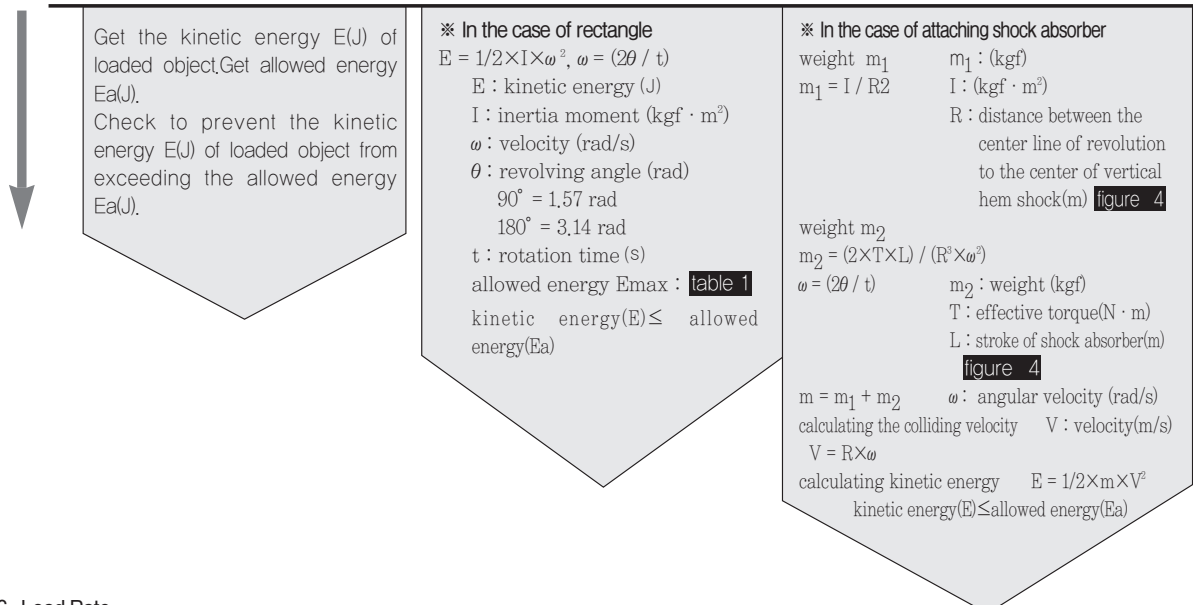 Get the kinetic energy E(J) of
loaded object.Get allowed energy
Ea(J).
Check to prevent the kinetic
energy E(J) of loaded object from
exceeding the allowed energy
Ea(J).
※ In the case of rectangle
E = 1/2×I×ω², ω = (2θ / t)
E : kinetic energy (J)
I : inertia moment (kgf · m²)
ω : velocity (rad/s)
θ : revolving angle (rad)
90° = 1.57 rad
180° = 3.14 rad
t : rotation time (s)
allowed energy Emax : table 1
kinetic energy(E)≤ allowed
energy(Ea)
※ In the case of attaching shock absorber
weight m₁ m₁ : (kgf)
m₁ = I / R2 I : (kgf · m²)
R : distance between the
center line of revolution
to the center of vertical
hem shock(m) figure 4
weight m₂
m₂ = (2×T×L) / (R³×ω²)
ω = (2θ / t) m₂ : weight (kgf)
T : effective torque(N · m)
L : stroke of shock absorber(m)
figure 4
m = m₁ + m₂ ω : angular velocity (rad/s)
calculating the colliding velocity V : velocity(m/s)
V = R×ω
calculating kinetic energy E = 1/2×m×V²
kinetic energy(E)≤allowed energy(Ea)